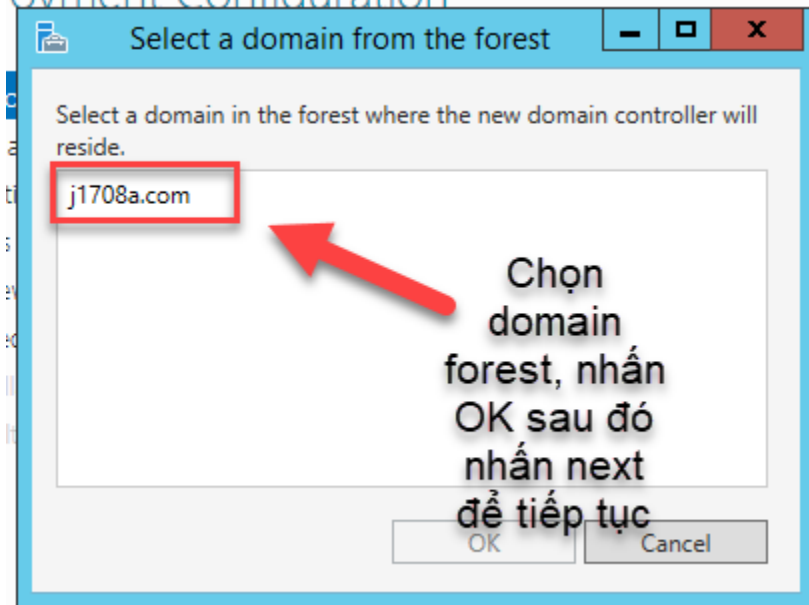 Select a domain from the forest
Select a domain in the forest where the new domain controller will
reside.
j1708a.com
Chọn
domain
forest, nhấn
OK sau đó
nhấn next
để tiếp tục
OK
Cancel